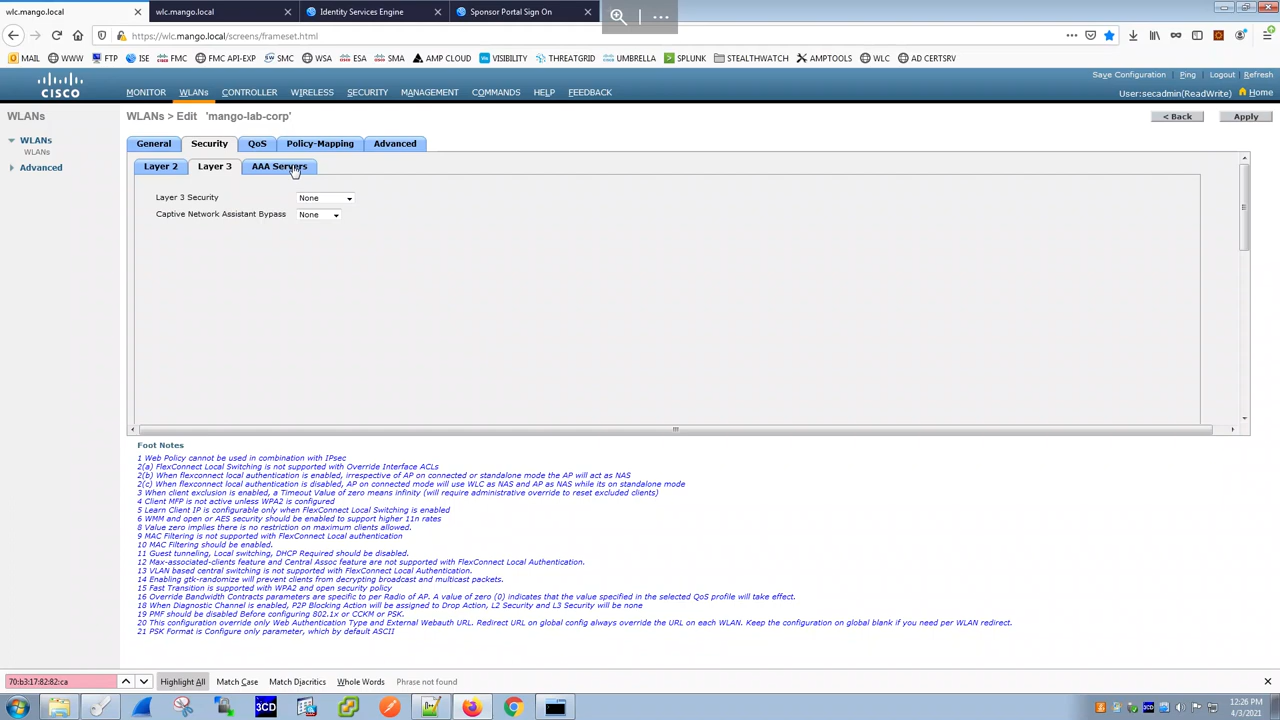 wlc.mango.local
wlc.mango.local
Identity Services Engine
Sponsor Portal Sign On
https://wlc.mango.local/screens/frameset.html
MAIL WWW FTP ISE FMC FMC API-EXP SMC WSA ESA SMA AMP CLOUD VISIBILITY THREATGRID UMBRELLA SPLUNK STEALTHWATCH AMPTOOLS WLC AD CERTSRV
Save Configuration Ping Logout Refresh
CISCO
MONITOR WLANs CONTROLLER WIRELESS SECURITY MANAGEMENT COMMANDS HELP FEEDBACK
User:secadmin(ReadWrite) Home
WLANs
WLANs > Edit 'mango-lab-corp'
< Back Apply
WLANs
WLANs
Advanced
General Security QoS Policy-Mapping Advanced
Layer 2 Layer 3 AAA Servers
Layer 3 Security None
Captive Network Assistant Bypass None
Foot Notes
1 Web Policy cannot be used in combination with IPsec
2(a) FlexConnect Local Switching is not supported with Override Interface ACLs
2(b) When flexconnect local authentication is enabled, irrespective of AP on connected or standalone mode the AP will act as NAS
2(c) When flexconnect local authentication is disabled, AP on connected mode will use WLC as NAS and AP as NAS while its on standalone mode
3 When client exclusion is enabled, a Timeout Value of zero means infinity (will require administrative override to reset excluded clients)
4 Client MFP is not active unless WPA2 is configured
5 Learn Client IP is configurable only when FlexConnect Local Switching is enabled
6 WMM and open or AES security should be enabled to support higher 11n rates
8 Value zero implies there is no restriction on maximum clients allowed.
9 MAC Filtering is not supported with FlexConnect Local authentication
10 MAC Filtering should be enabled.
11 Guest tunneling, Local switching, DHCP Required should be disabled.
12 Max-associated-clients feature and Central Assoc feature are not supported with FlexConnect Local Authentication.
13 VLAN based central switching is not supported with FlexConnect Local Authentication.
14 Enabling gtk-randomize will prevent clients from decrypting broadcast and multicast packets.
15 Fast Transition is supported with WPA2 and open security policy
16 Override Bandwidth Contracts parameters are specific to per Radio of AP. A value of zero (0) indicates that the value specified in the selected QoS profile will take effect.
18 When Diagnostic Channel is enabled, P2P Blocking Action will be assigned to Drop Action, L2 Security and L3 Security will be none
19 PMF should be disabled Before configuring 802.1x or CCKM or PSK.
20 This configuration override only Web Authentication Type and External Webauth URL. Redirect URL on global config always override the URL on each WLAN. Keep the configuration on global blank if you need per WLAN redirect.
21 PSK Format is Configure only parameter, which by default ASCII
70:b3:17:82:82:ca Highlight All Match Case Match Diacritics Whole Words Phrase not found
3CD
12:26 PM
4/3/2021